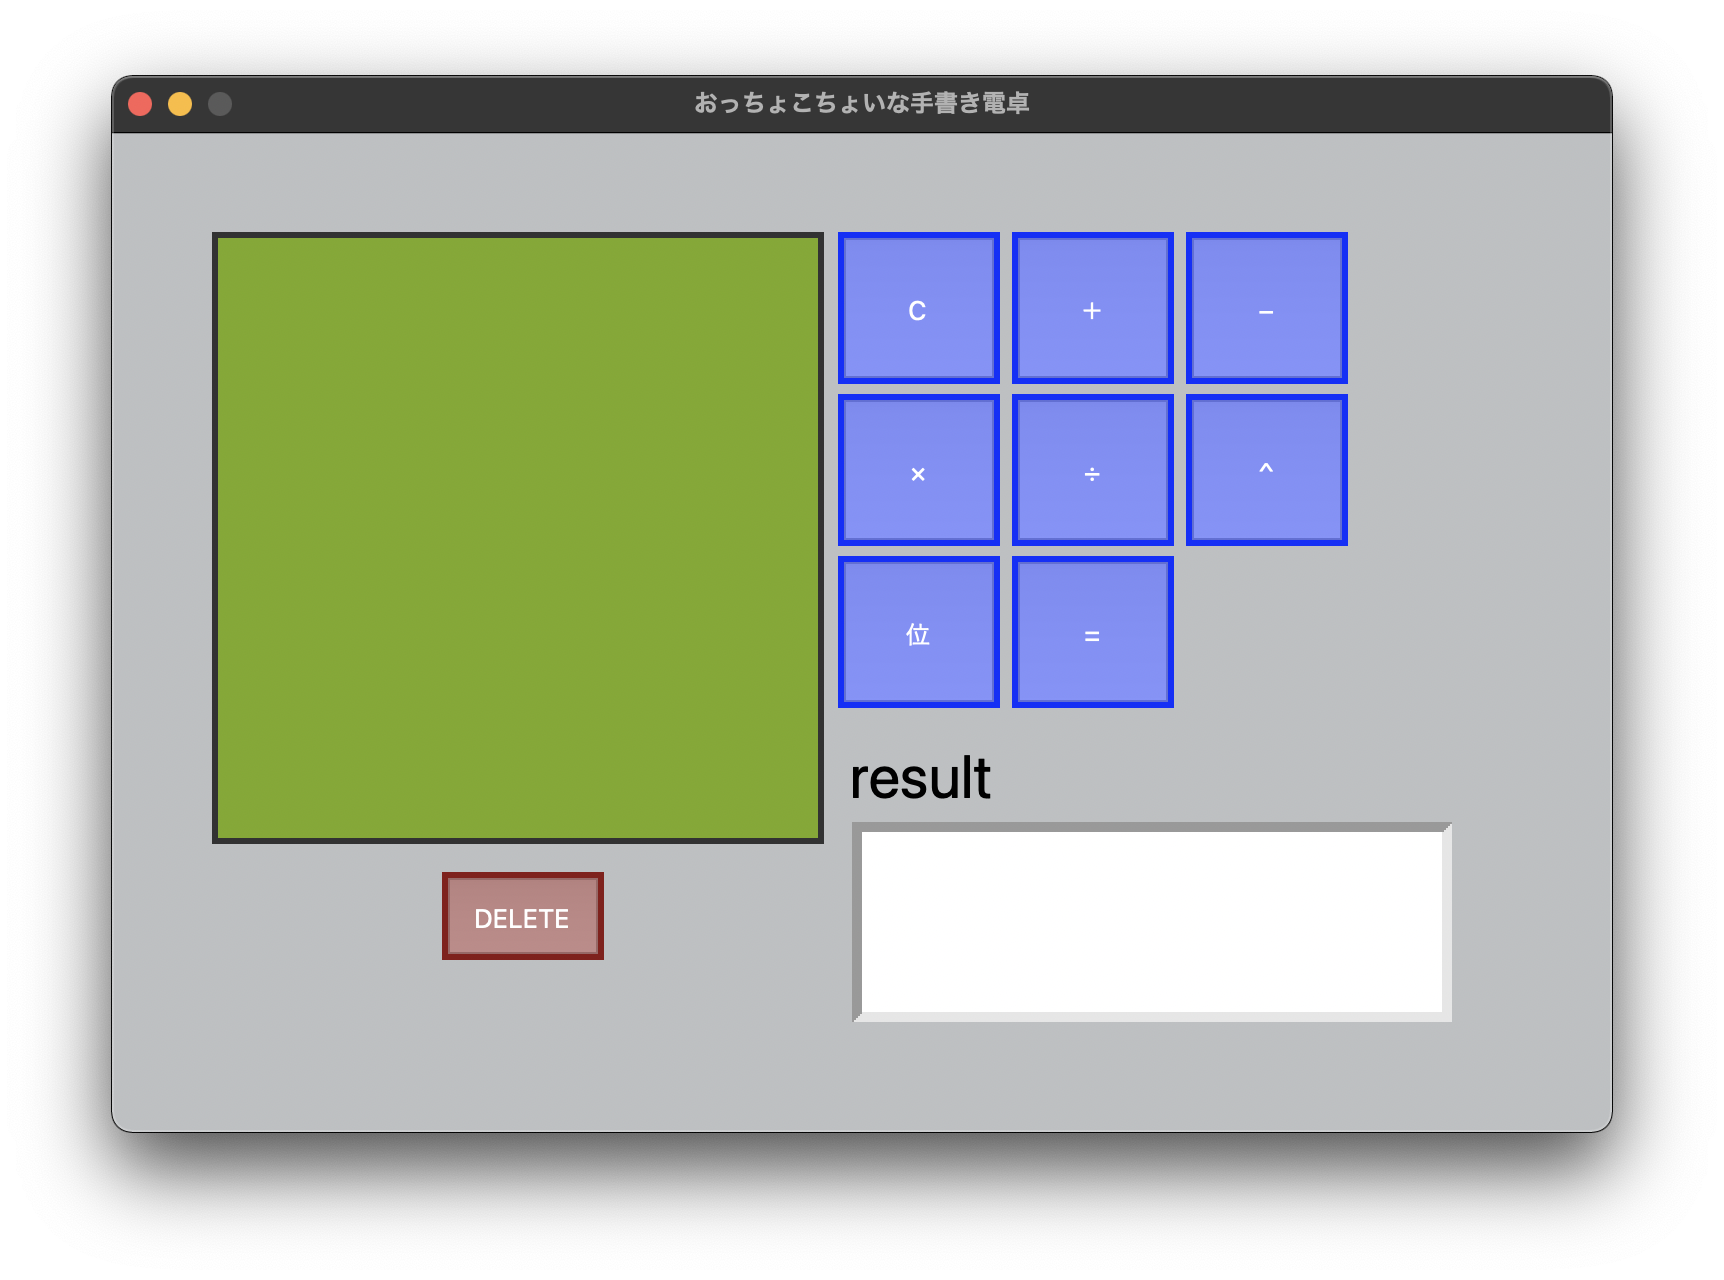 おっちょこちょいな手書き電卓
C + −
× ÷ ^
位 =
result
DELETE